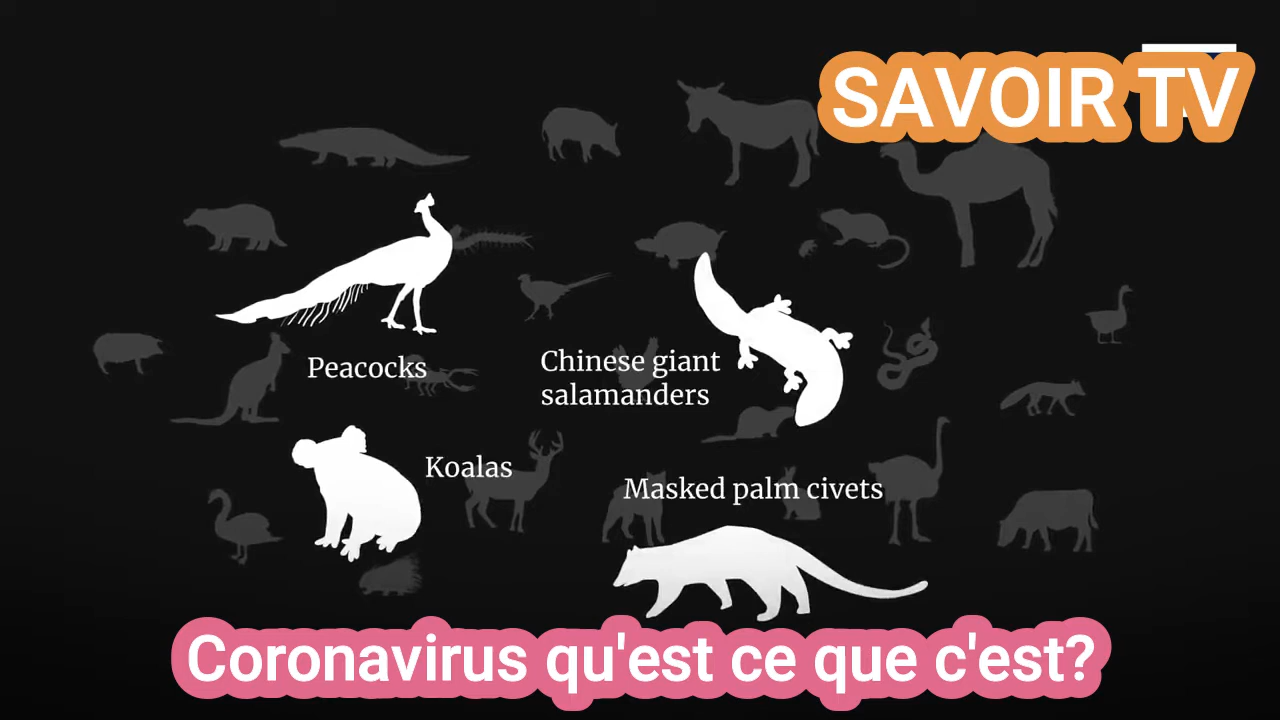 SAVOIR TV
Peacocks
Chinese giant
salamanders
Koalas
Masked palm civets
Coronavirus qu'est ce que c'est?